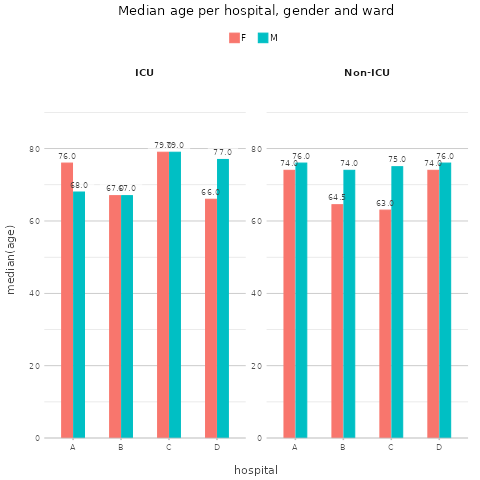 Median age per hospital, gender and ward
F M
ICU Non-ICU
median(age)
80 80
60 60
40 40
20 20
0 0
76.0 68.0 67.0 67.0 79.0 79.0 66.0 77.0
74.0 76.0 64.5 74.0 63.0 75.0 74.0 76.0
A B C D A B C D
hospital